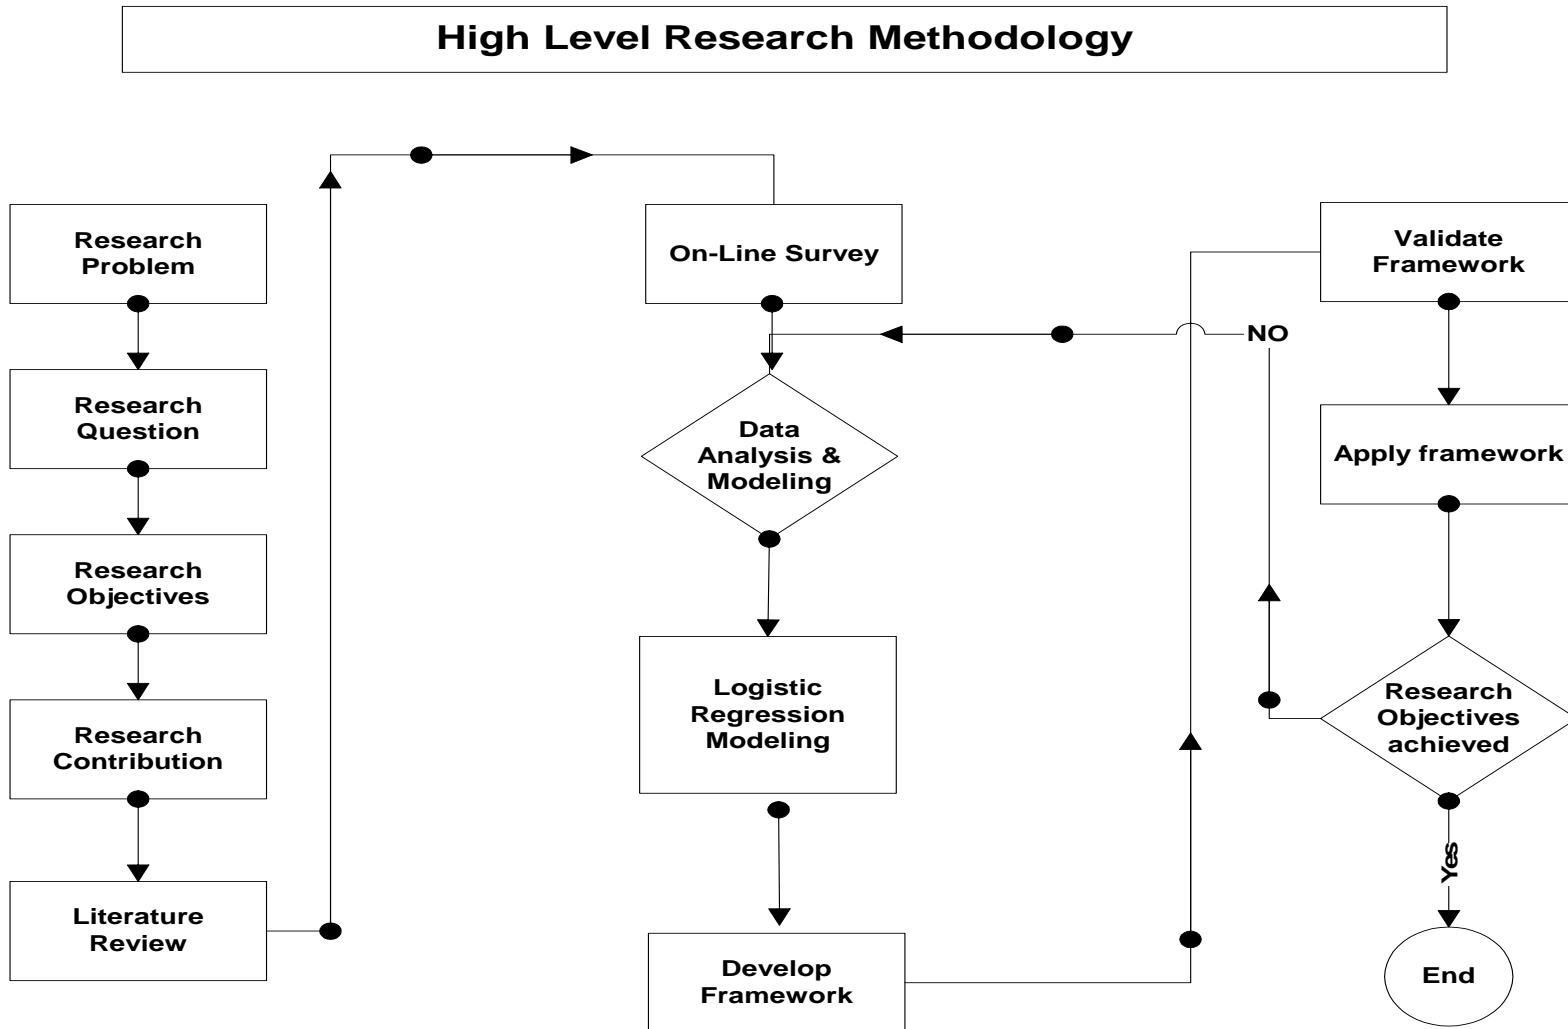 High Level Research Methodology
Research
Problem
Research
Question
Research
Objectives
Research
Contribution
Literature
Review
On-Line Survey
Data
Analysis &
Modeling
Logistic
Regression
Modeling
Develop
Framework
Validate
Framework
Apply framework
Research
Objectives
achieved
NO
Yes
End